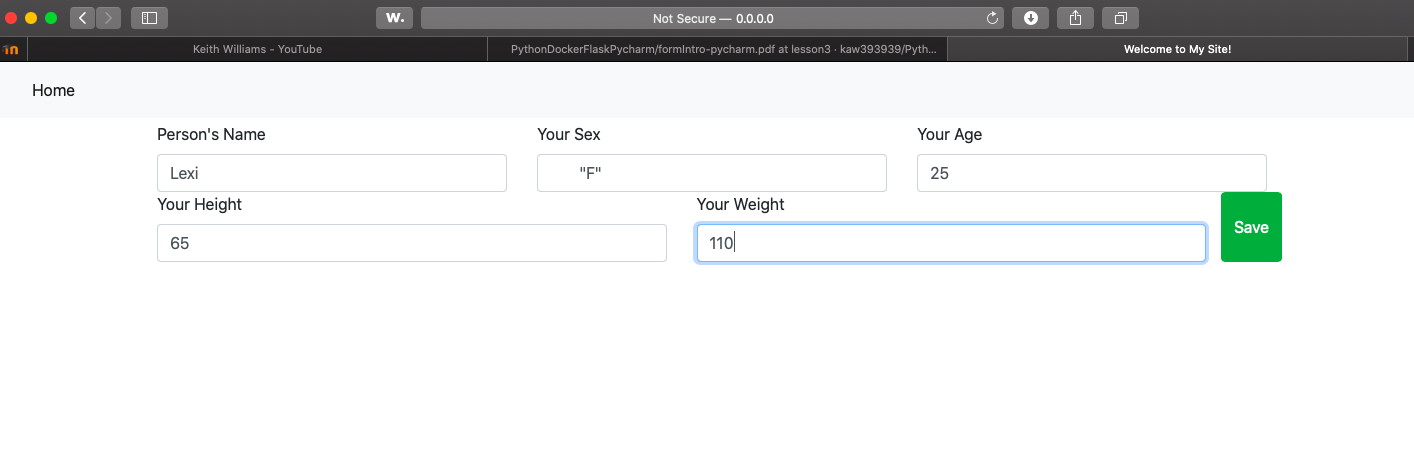 W.
Not Secure — 0.0.0.0
Keith Williams - YouTube
PythonDockerFlaskPycharm/formIntro-pycharm.pdf at lesson3 · kaw393939/Pyth...
Welcome to My Site!
Home
Person's Name
Your Sex
Your Age
Lexi
"F"
25
Your Height
Your Weight
65
110
Save